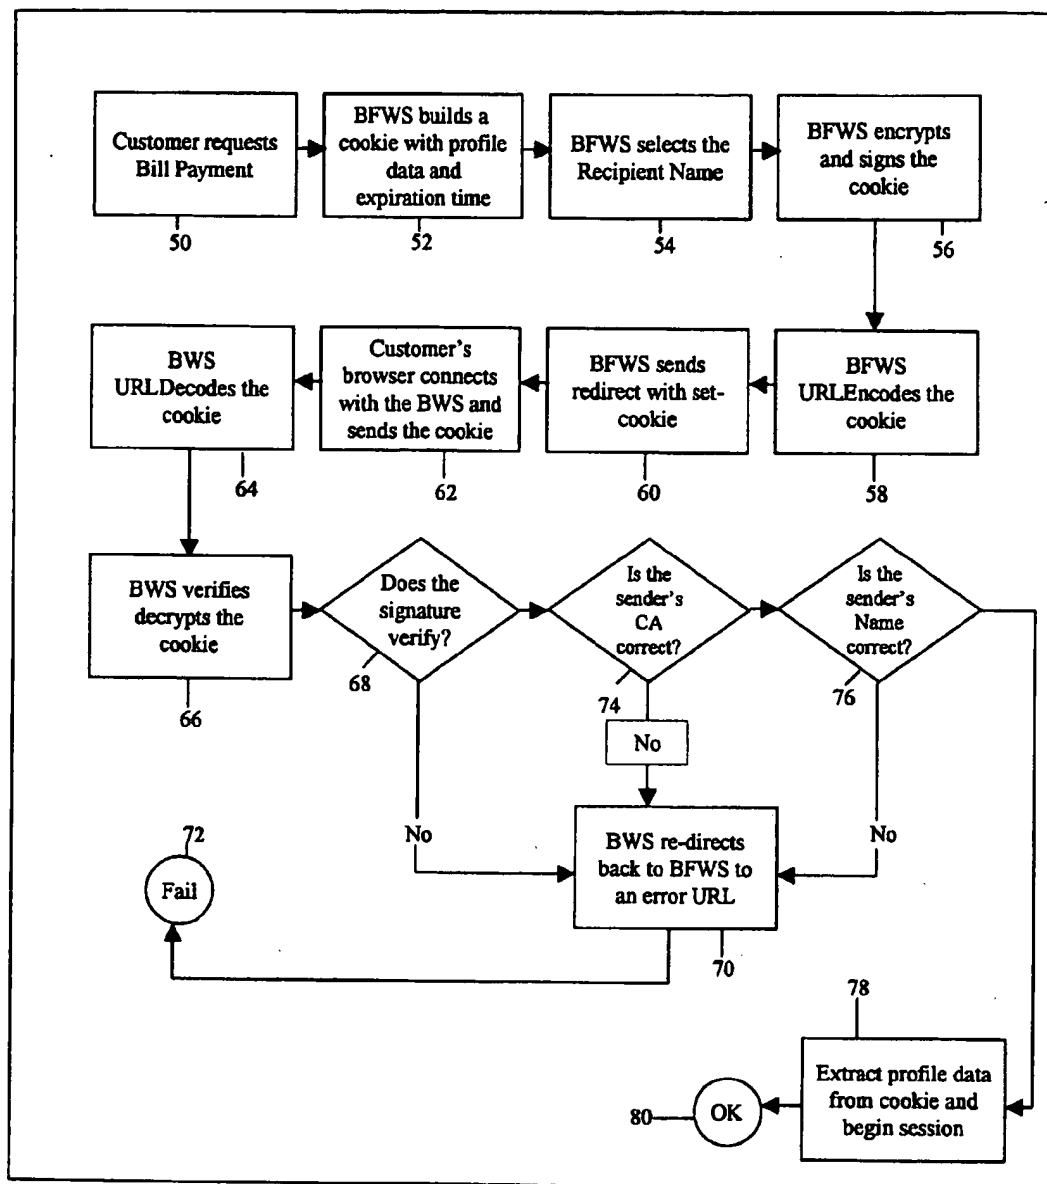 Customer requests
Bill Payment
50
BFWS builds a
cookie with profile
data and
expiration time
52
BFWS selects the
Recipient Name
54
BFWS encrypts
and signs the
cookie
56
BWS
URLDecodes the
cookie
64
Customer's
browser connects
with the BWS and
sends the cookie
62
BFWS sends
redirect with set-
cookie
60
BFWS
URLEncodes the
cookie
58
BWS verifies
decrypts the
cookie
66
Does the
signature
verify?
68
Is the
sender's
CA
correct?
74
Is the
sender's
Name
correct?
76
No
No
No
72
Fail
BWS re-directs
back to BFWS to
an error URL
70
78
Extract profile data
from cookie and
begin session
80
OK